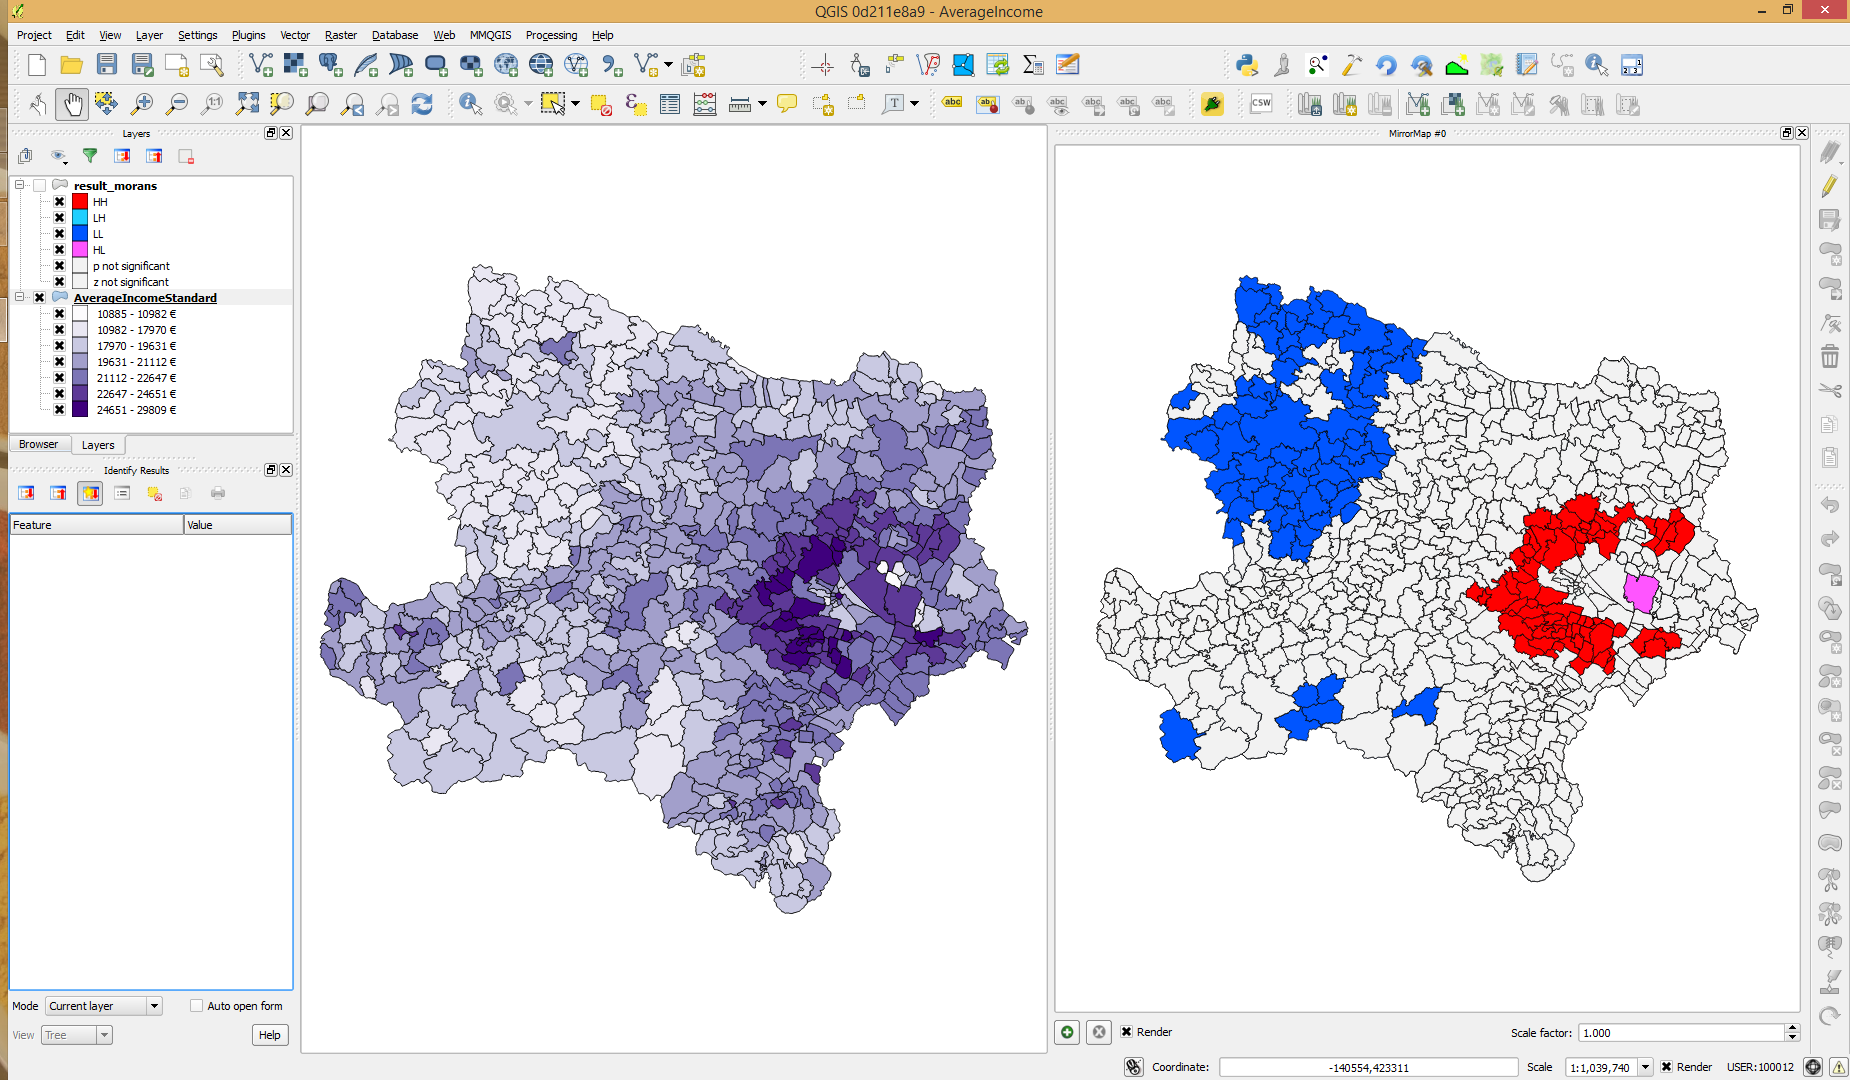 QGIS 0d211e8a9 - AverageIncome
Project Edit View Layer Settings Plugins Vector Raster Database Web MMQGIS Processing Help
1:1
T
abc
ab
abc
abc
abc
abc
abc
CSW
Layers
result_morans
HH
LH
LL
HL
p not significant
z not significant
AverageIncomeStandard
10885 - 10982 €
10982 - 17970 €
17970 - 19631 €
19631 - 21112 €
21112 - 22647 €
22647 - 24651 €
24651 - 29809 €
Browser Layers
Identify Results
Feature Value
Mode Current layer Auto open form
View Tree Help
MirrorMap #0
Render Scale factor: 1.000
Coordinate: -140554,423311 Scale 1:1,039,740 Render USER:100012